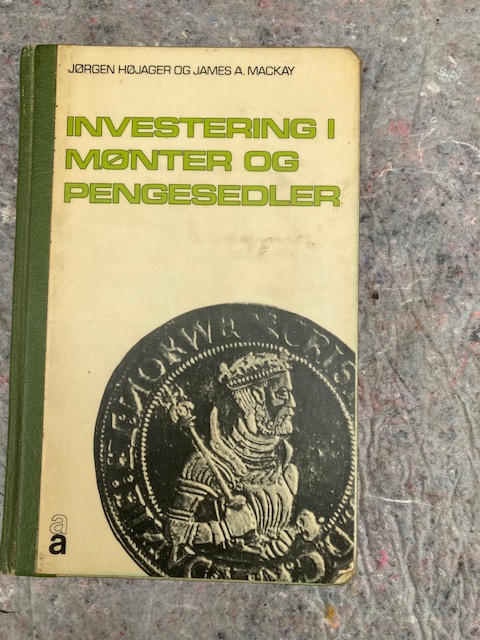 JØRGEN HØJAGER OG JAMES A. MACKAY
INVESTERING I
MØNTER OG
PENGESEDLER
a
a